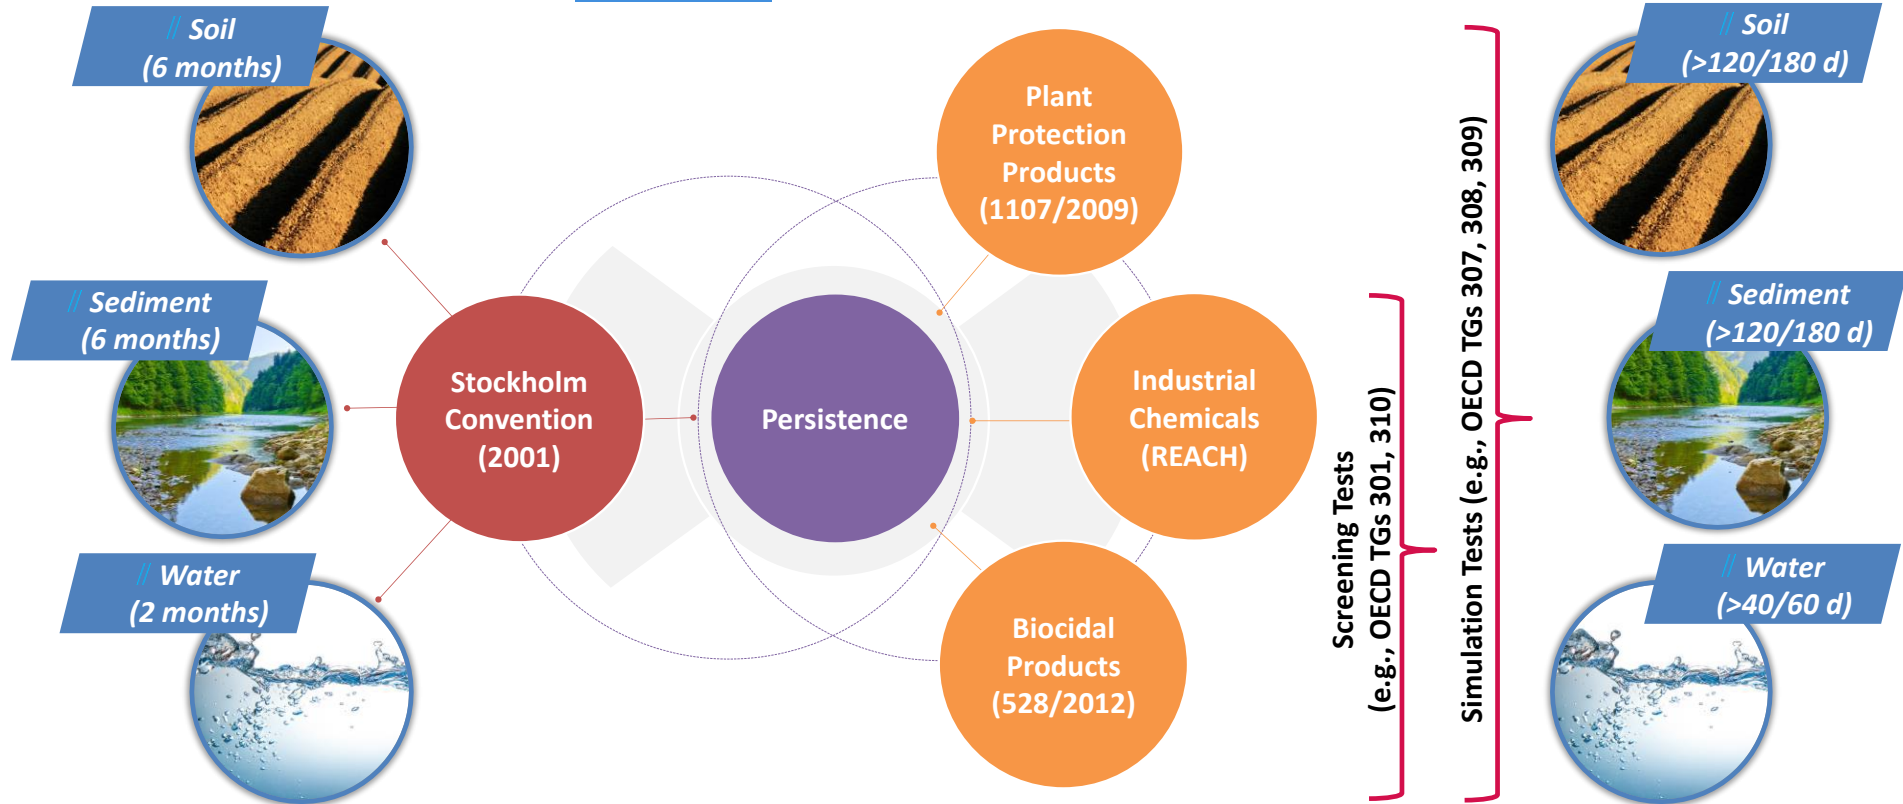 // Soil
(6 months)
// Sediment
(6 months)
// Water
(2 months)
Stockholm
Convention
(2001)
Persistence
Plant
Protection
Products
(1107/2009)
Industrial
Chemicals
(REACH)
Biocidal
Products
(528/2012)
Screening Tests
(e.g., OECD TGs 301, 310)
Simulation Tests (e.g., OECD TGs 307, 308, 309)
// Soil
(>120/180 d)
// Sediment
(>120/180 d)
// Water
(>40/60 d)